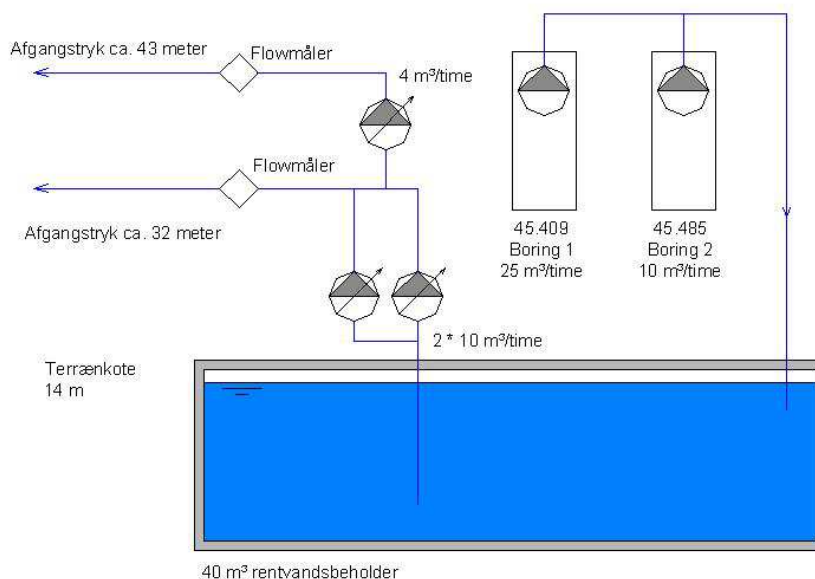 Afgangstryk ca. 43 meter
Flowmåler
4 m³/time
Flowmåler
Afgangstryk ca. 32 meter
45.409
Boring 1
25 m³/time
45.485
Boring 2
10 m³/time
2 * 10 m³/time
Terrænkote
14 m
40 m³ rentvandsbeholder